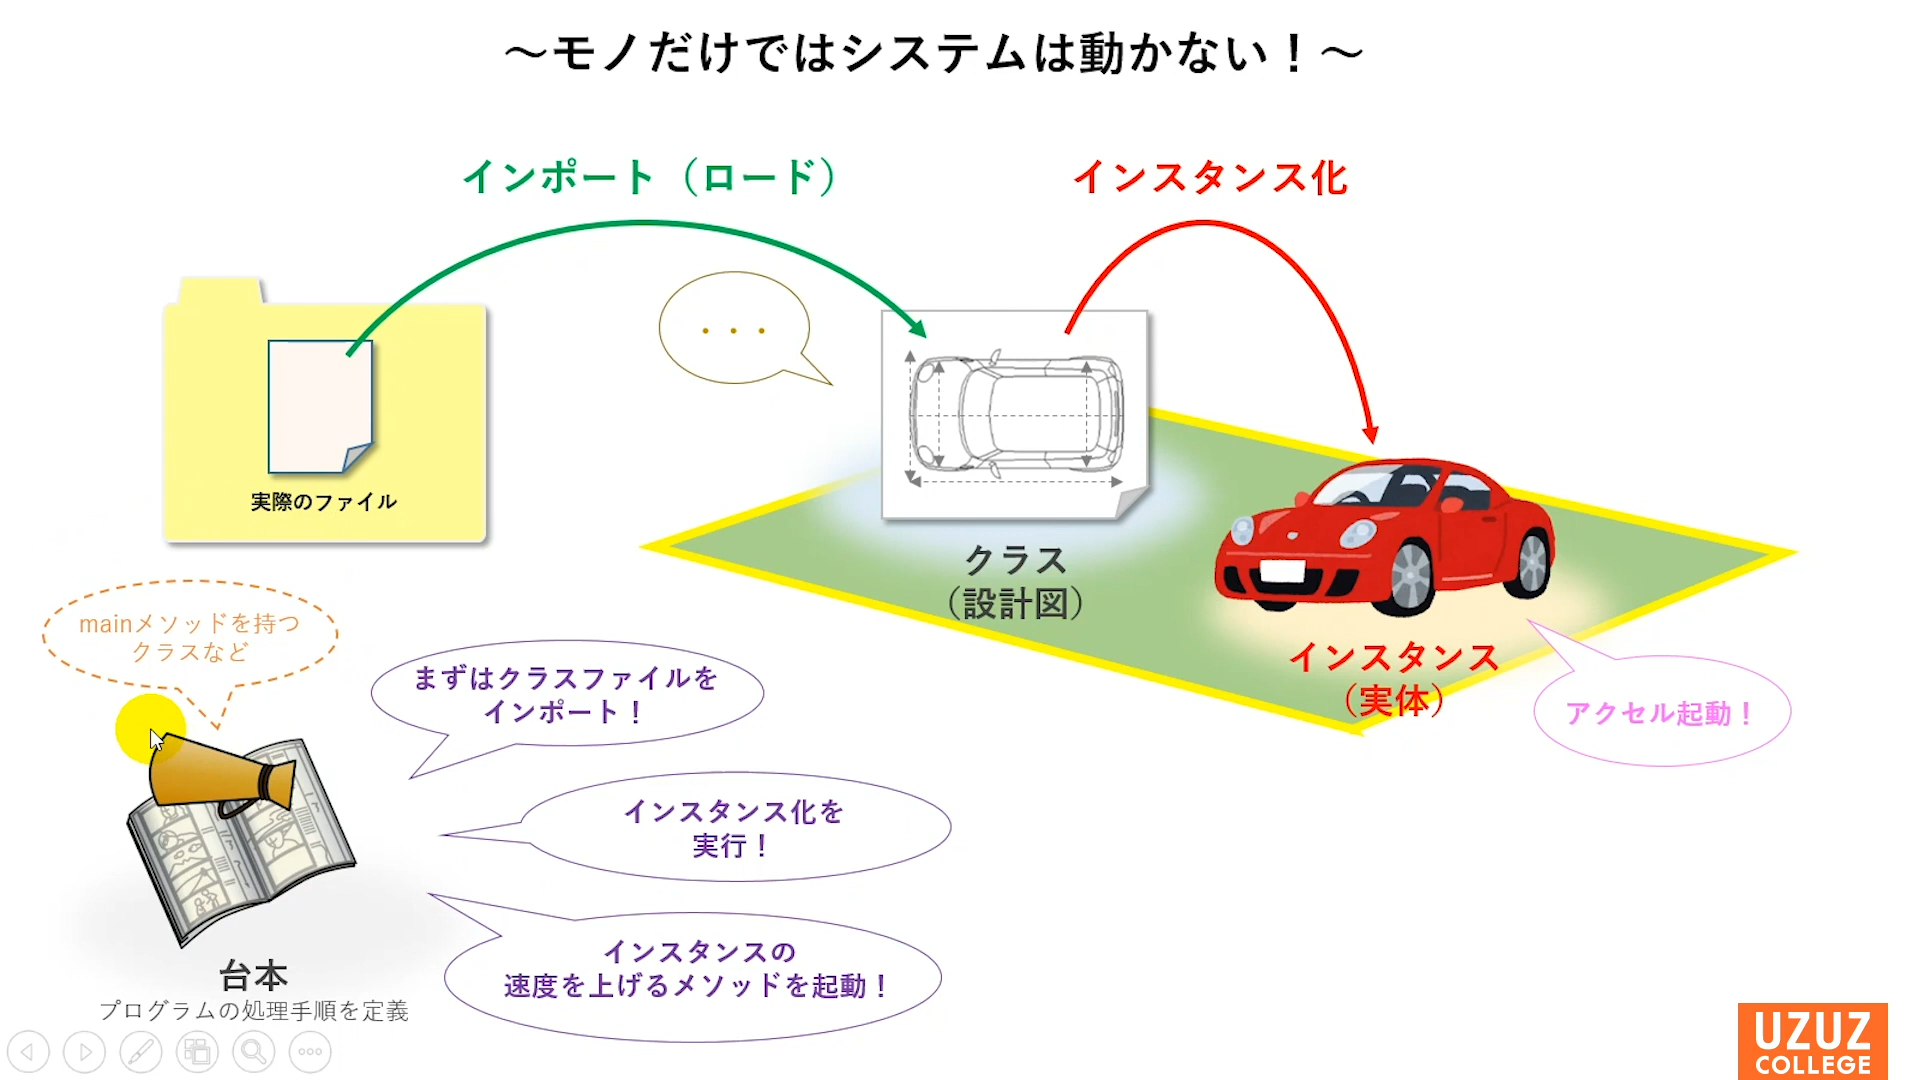 ～モノだけではシステムは動かない！～
インポート（ロード）
インスタンス化
・・・
実際のファイル
クラス
（設計図）
インスタンス
（実体）
アクセル起動！
mainメソッドを持つ
クラスなど
まずはクラスファイルを
インポート！
インスタンス化を
実行！
インスタンスの
速度を上げるメソッドを起動！
台本
プログラムの処理手順を定義
UZUZ
COLLEGE